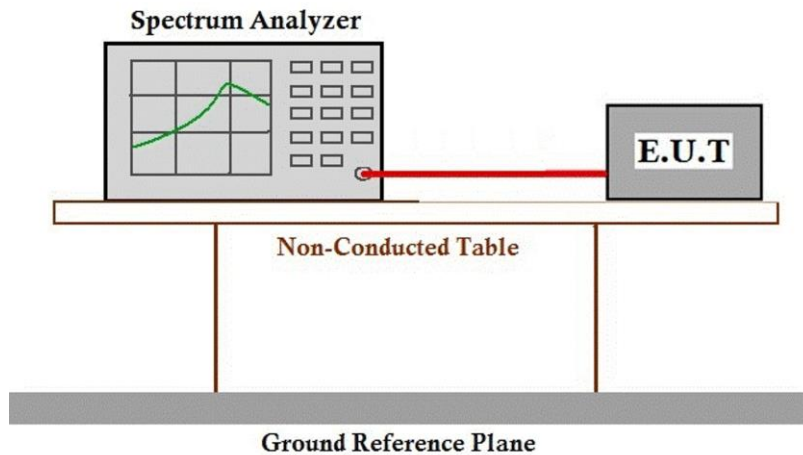 Spectrum Analyzer
E.U.T
Non-Conducted Table
Ground Reference Plane